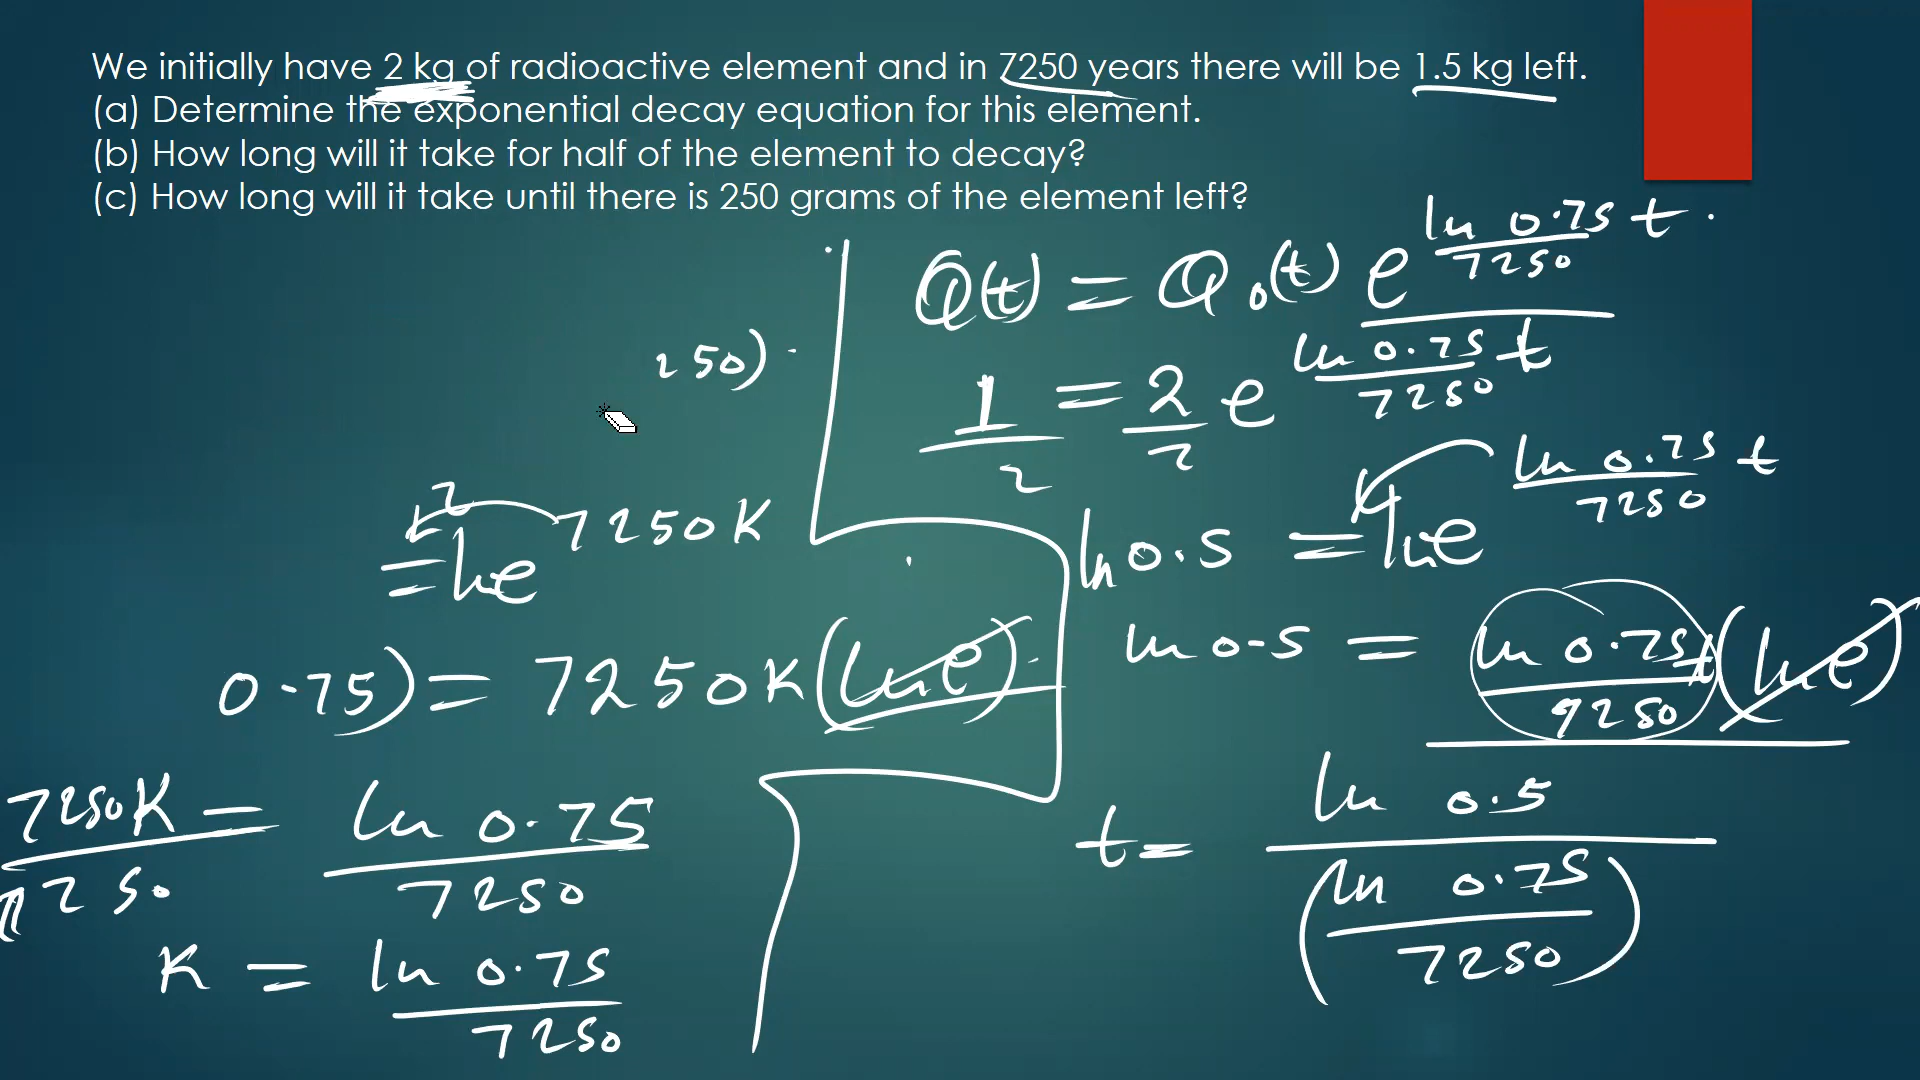 We initially have 2 kg of radioactive element and in 7250 years there will be 1.5 kg left.
(a) Determine the exponential decay equation for this element.
(b) How long will it take for half of the element to decay?
(c) How long will it take until there is 250 grams of the element left?
250)
2
= ln e 7250K
0.75) = 7250K (ln e)
7250K = ln 0.75
7250 7250
K = ln 0.75
7250
Q(t) = Q₀(t) e ln 0.75 t
7250
1 = 2 e ln 0.75 t
2 2 7250
ln 0.5 = ln e ln 0.75 t
7250
ln 0.5 = ln 0.75 t (ln e)
9250
t = ln 0.5
(ln 0.75
7250)